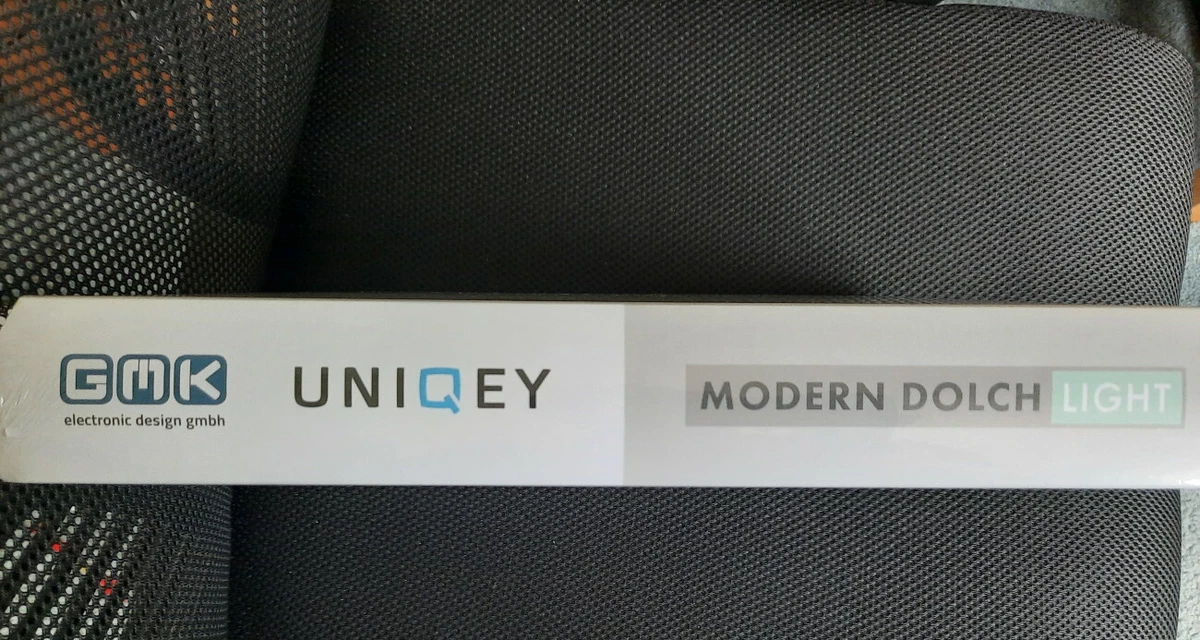 GMK
electronic design gmbh
UNIQEY
MODERN DOLCH LIGHT